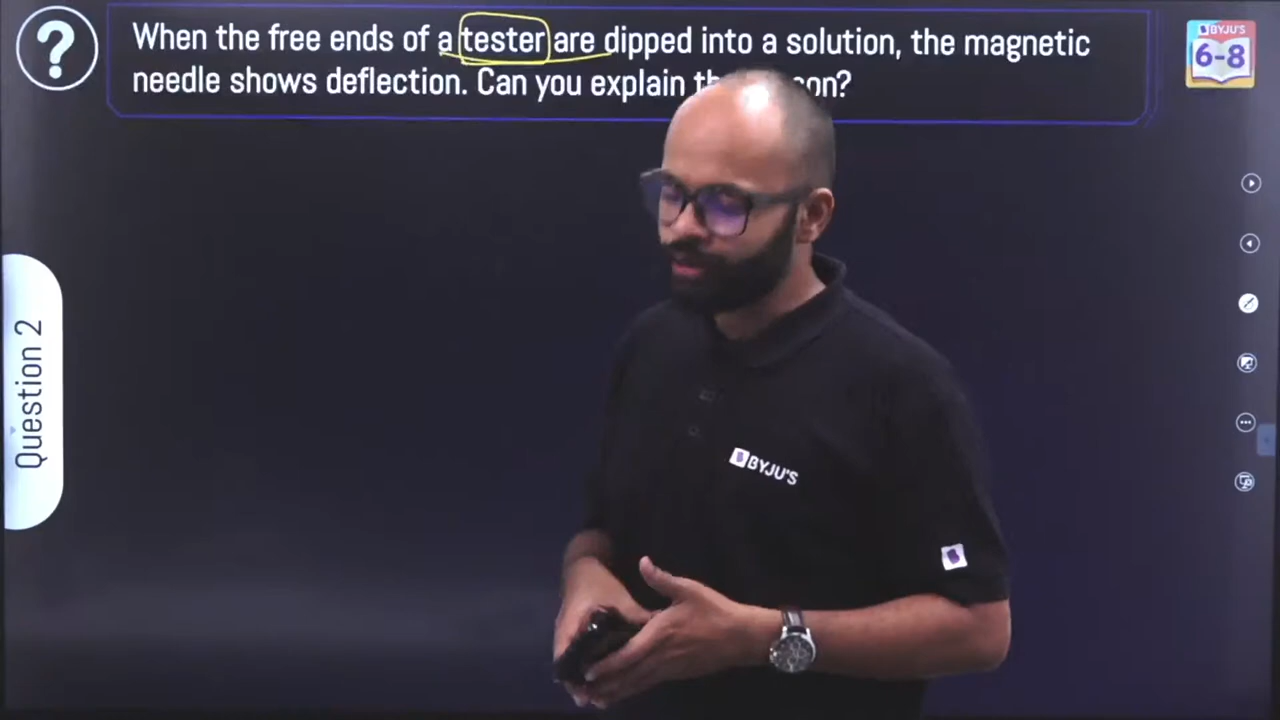 ?
When the free ends of a tester are dipped into a solution, the magnetic
needle shows deflection. Can you explain on?
BYJU'S
6-8
Question 2
BYJU'S